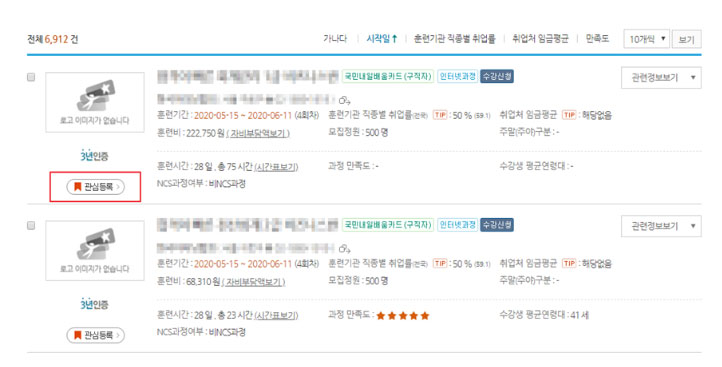 전체 6,912 건
가나다 | 시작일↑ | 훈련기관 직종별 취업률 | 취업처 임금평균 | 만족도 10개씩 ▼ 보기
국민내일배움카드 (구직자) 인터넷과정 수강신청 관련정보보기 ▼
로고 이미지가 없습니다
훈련기간 : 2020-05-15 ~ 2020-06-11 (4회차) 훈련기관 직종별 취업률(전국) TIP : 50 % (59.1) 취업처 임금평균 TIP : 해당없음
훈련비 : 222,750 원 ( 자비부담액보기 ) 모집정원 : 500 명 주말(주야)구분 : -
3년인증
훈련시간 : 28 일 , 총 75 시간 (시간표보기) 과정 만족도 : - 수강생 평균연령대 : -
NCS과정여부 : 비NCS과정
관심등록 >
국민내일배움카드 (구직자) 인터넷과정 수강신청 관련정보보기 ▼
로고 이미지가 없습니다
훈련기간 : 2020-05-15 ~ 2020-06-11 (4회차) 훈련기관 직종별 취업률(전국) TIP : 50 % (59.1) 취업처 임금평균 TIP : 해당없음
훈련비 : 68,310 원 ( 자비부담액보기 ) 모집정원 : 500 명 주말(주야)구분 : -
3년인증
훈련시간 : 28 일 , 총 23 시간 (시간표보기) 과정 만족도 : ★★★★★ 수강생 평균연령대 : 41 세
NCS과정여부 : 비NCS과정
관심등록 >